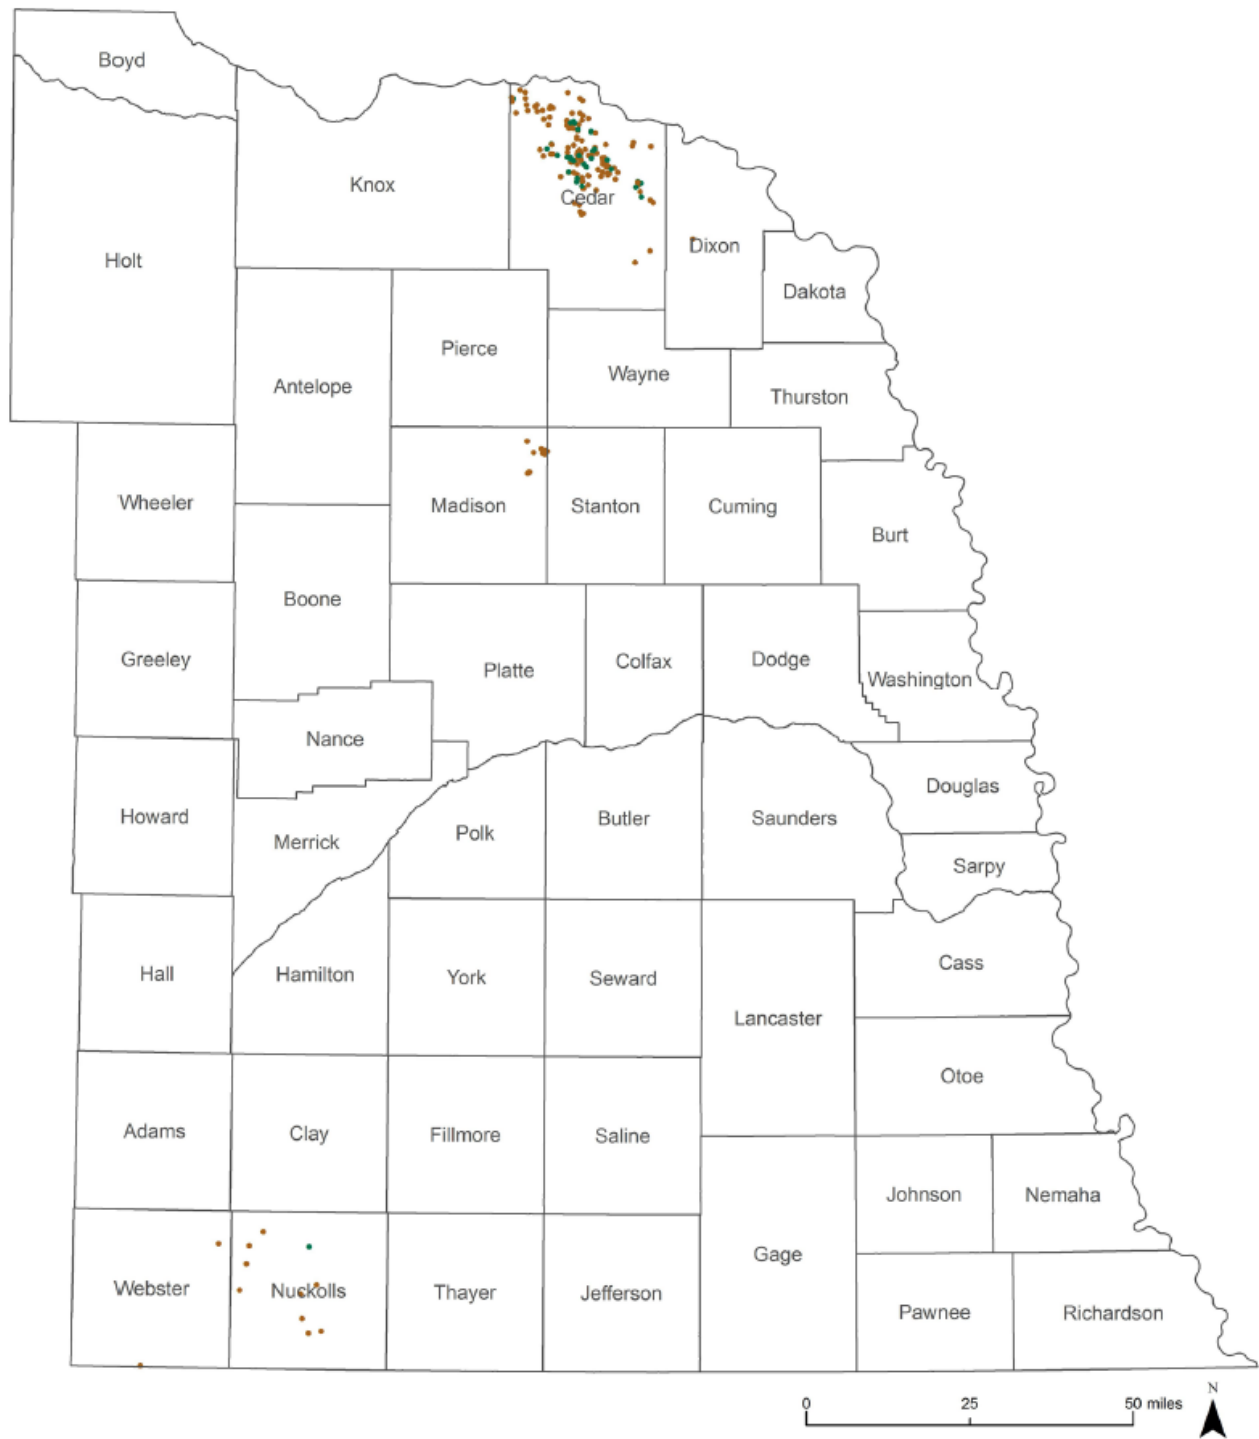 Boyd
Knox
Cedar
Holt
Dixon
Dakota
Pierce
Antelope
Wayne
Thurston
Wheeler
Madison
Stanton
Cuming
Burt
Boone
Greeley
Platte
Colfax
Dodge
Washington
Nance
Douglas
Howard
Merrick
Polk
Butler
Saunders
Sarpy
Hall
Hamilton
York
Seward
Cass
Lancaster
Otoe
Adams
Clay
Fillmore
Saline
Johnson
Nemaha
Gage
Webster
Nuckolls
Thayer
Jefferson
Pawnee
Richardson
N
0 25 50 miles